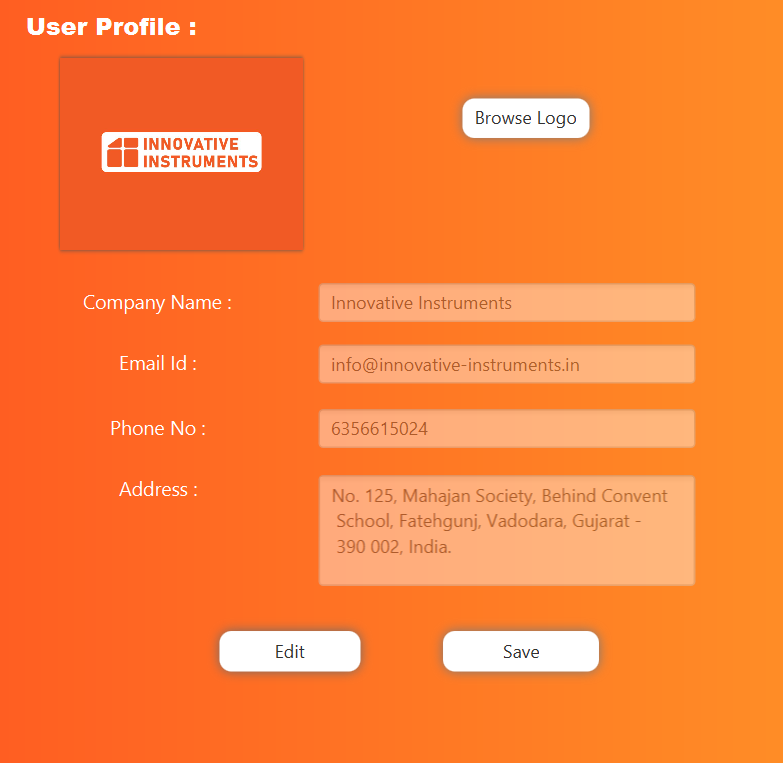 User Profile :
INNOVATIVE
INSTRUMENTS
Browse Logo
Company Name :
Innovative Instruments
Email Id :
info@innovative-instruments.in
Phone No :
6356615024
Address :
No. 125, Mahajan Society, Behind Convent
School, Fatehgunj, Vadodara, Gujarat -
390 002, India.
Edit
Save